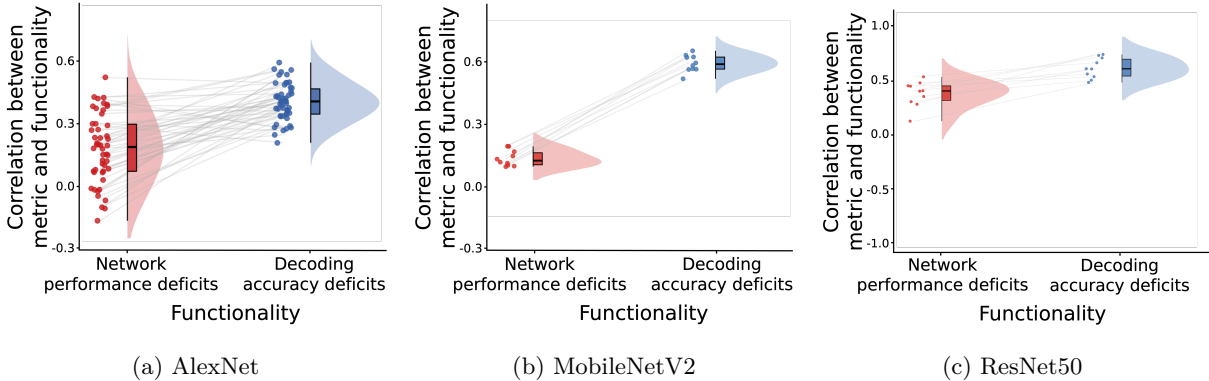 Correlation between
metric and functionality
0.6
0.3
0.0
-0.3
Network
performance deficits
Decoding
accuracy deficits
Functionality
(a) AlexNet
Correlation between
metric and functionality
0.6
0.3
0.0
-0.3
Network
performance deficits
Decoding
accuracy deficits
Functionality
(b) MobileNetV2
Correlation between
metric and functionality
1.0
0.5
0.0
-0.5
-1.0
Network
performance deficits
Decoding
accuracy deficits
Functionality
(c) ResNet50